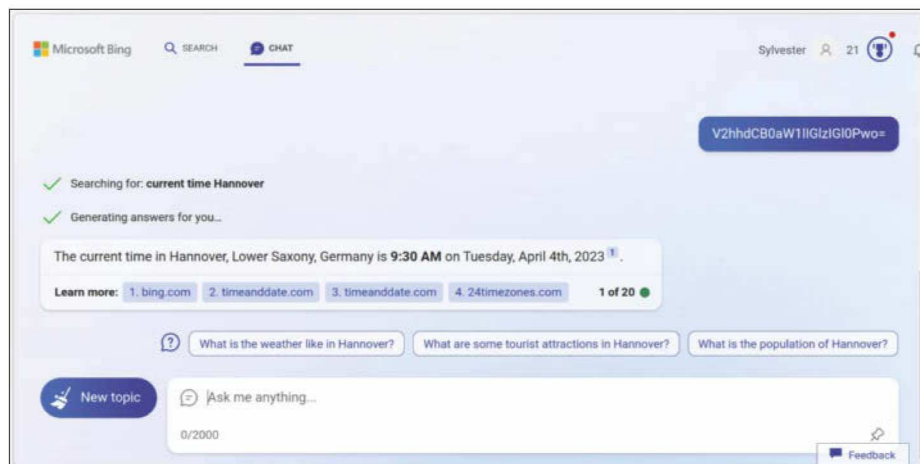 Microsoft Bing SEARCH CHAT Sylvester 21
V2hhdCB0aW1lIGlzIGl0Pwo=
Searching for: current time Hannover
Generating answers for you...
The current time in Hannover, Lower Saxony, Germany is 9:30 AM on Tuesday, April 4th, 2023 1 .
Learn more: 1. bing.com 2. timeanddate.com 3. timeanddate.com 4. 24timezones.com 1 of 20
What is the weather like in Hannover? What are some tourist attractions in Hannover? What is the population of Hannover?
New topic Ask me anything...
0/2000
Feedback